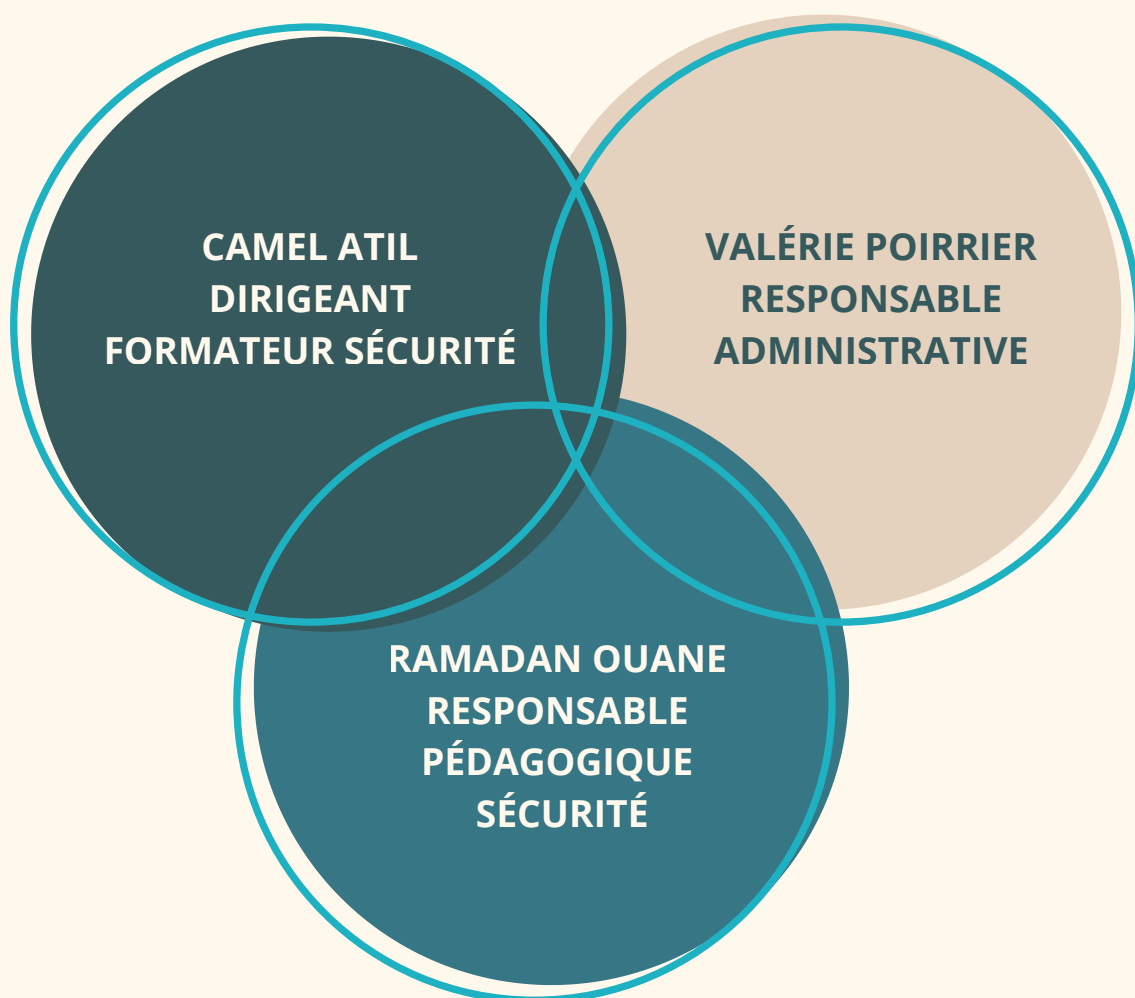 CAMEL ATIL
DIRIGEANT
FORMATEUR SÉCURITÉ
VALÉRIE POIRRIER
RESPONSABLE
ADMINISTRATIVE
RAMADAN OUANE
RESPONSABLE
PÉDAGOGIQUE
SÉCURITÉ